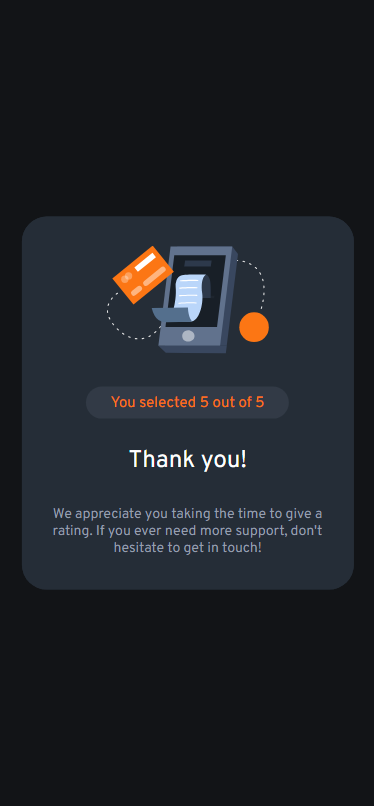 You selected 5 out of 5
Thank you!
We appreciate you taking the time to give a
rating. If you ever need more support, don't
hesitate to get in touch!